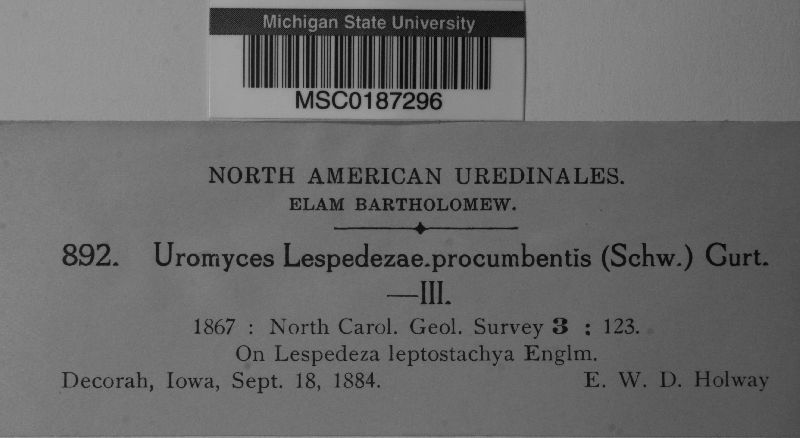 Michigan State University
MSC0187296
NORTH AMERICAN UREDINALES.
ELAM BARTHOLOMEW.
892. Uromyces Lespedezae-procumbentis (Schw.) Curt.
—III.
1867 : North Carol. Geol. Survey 3 : 123.
On Lespedeza leptostachya Englm.
Decorah, Iowa, Sept. 18, 1884. E. W. D. Holway